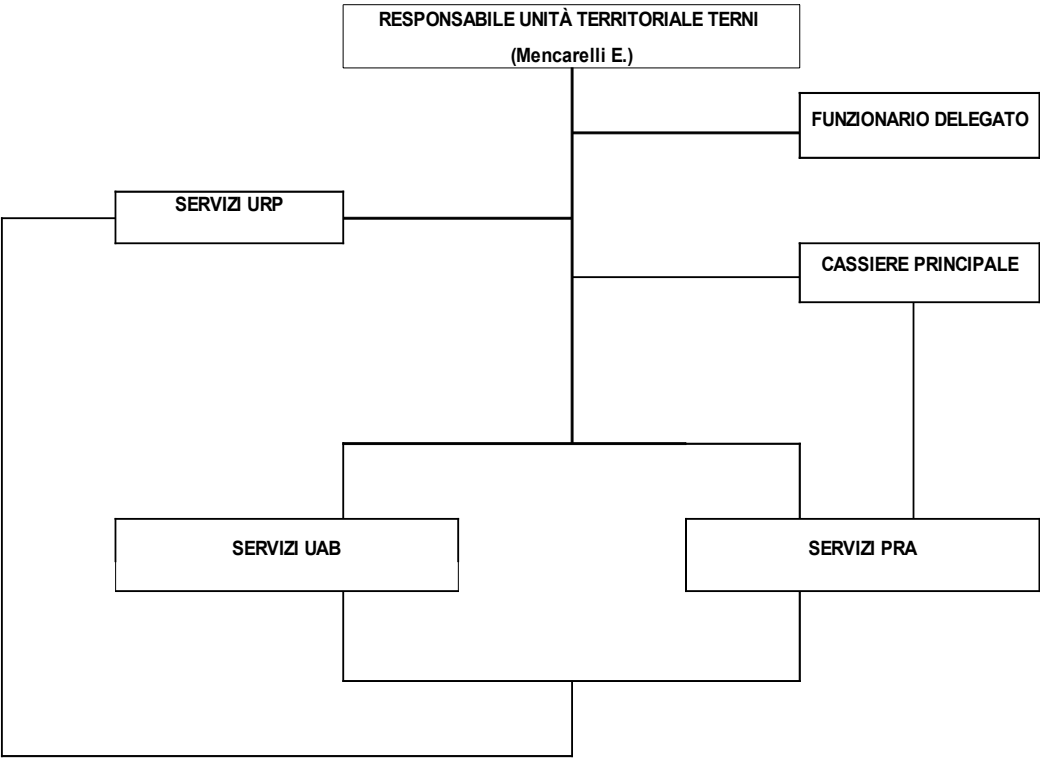 RESPONSABILE UNITÀ TERRITORIALE TERNI
(Mencarelli E.)
FUNZIONARIO DELEGATO
SERVIZI URP
CASSIERE PRINCIPALE
SERVIZI UAB
SERVIZI PRA